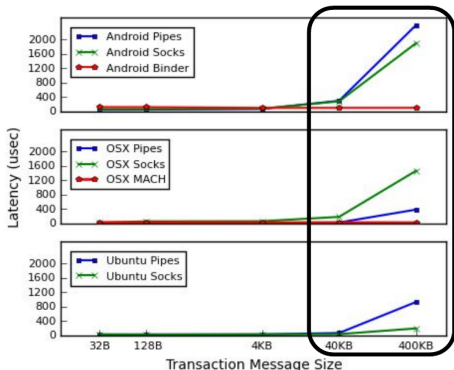 2000
1600
1200
800
400
0
Android Pipes
Android Socks
Android Binder
2000
1600
1200
800
400
0
OSX Pipes
OSX Socks
OSX MACH
Latency (usec)
2000
1600
1200
800
400
0
Ubuntu Pipes
Ubuntu Socks
32B 128B 4KB 40KB 400KB
Transaction Message Size